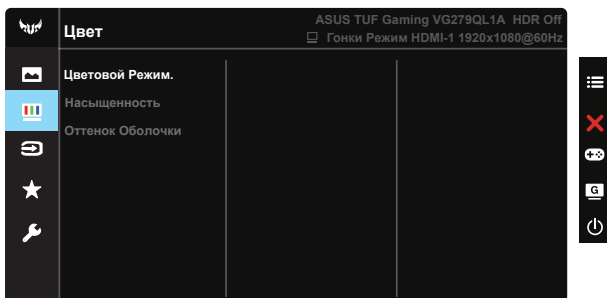 Цвет
ASUS TUF Gaming VG279QL1A HDR Off
Гонки Режим HDMI-1 1920x1080@60Hz
Цветовой Режим.
Насыщенность
Оттенок Оболочки
G